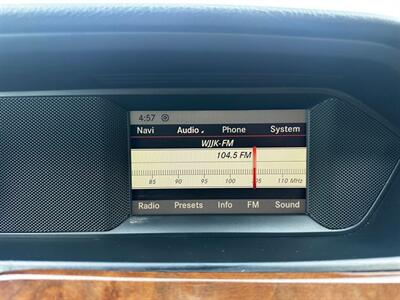 4:57
Navi Audio Phone System
WJJK-FM
104.5 FM
85 90 95 100 105 110 MHz
Radio Presets Info FM Sound